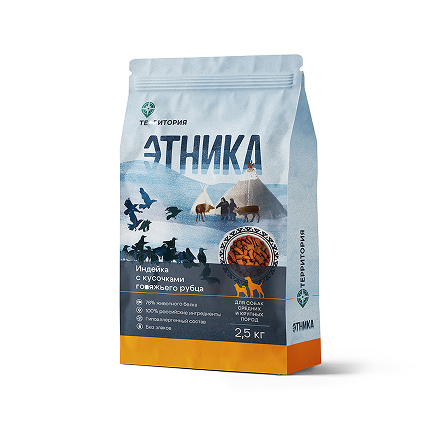 ТЕРРИТОРИЯ
ЭТНИКА
Индейка
с кусочками
говяжьего рубца
76% животного белка
100% российские ингредиенты
Гипоаллергенный состав
Без злаков
ДЛЯ СОБАК
СРЕДНИХ
И КРУПНЫХ
ПОРОД
2,5 кг
ТЕРРИТОРИЯ
ЭТНИКА